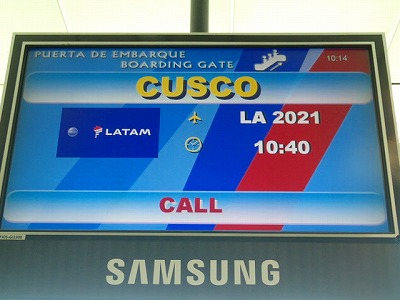 PUERTA DE EMBARQUE
BOARDING GATE
10:14
CUSCO
LATAM
LA 2021
10:40
CALL
SAMSUNG